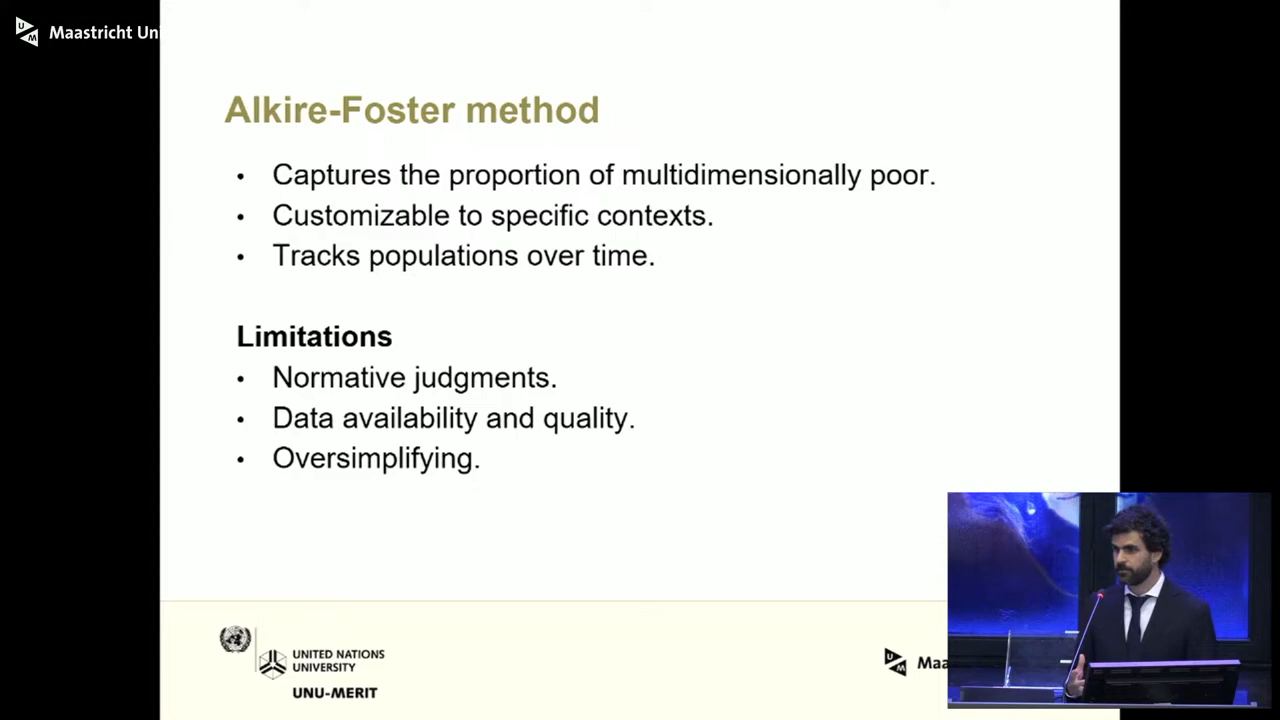 Maastricht Uni
Alkire-Foster method
• Captures the proportion of multidimensionally poor.
• Customizable to specific contexts.
• Tracks populations over time.
Limitations
• Normative judgments.
• Data availability and quality.
• Oversimplifying.
UNITED NATIONS
UNIVERSITY
UNU-MERIT
Maa